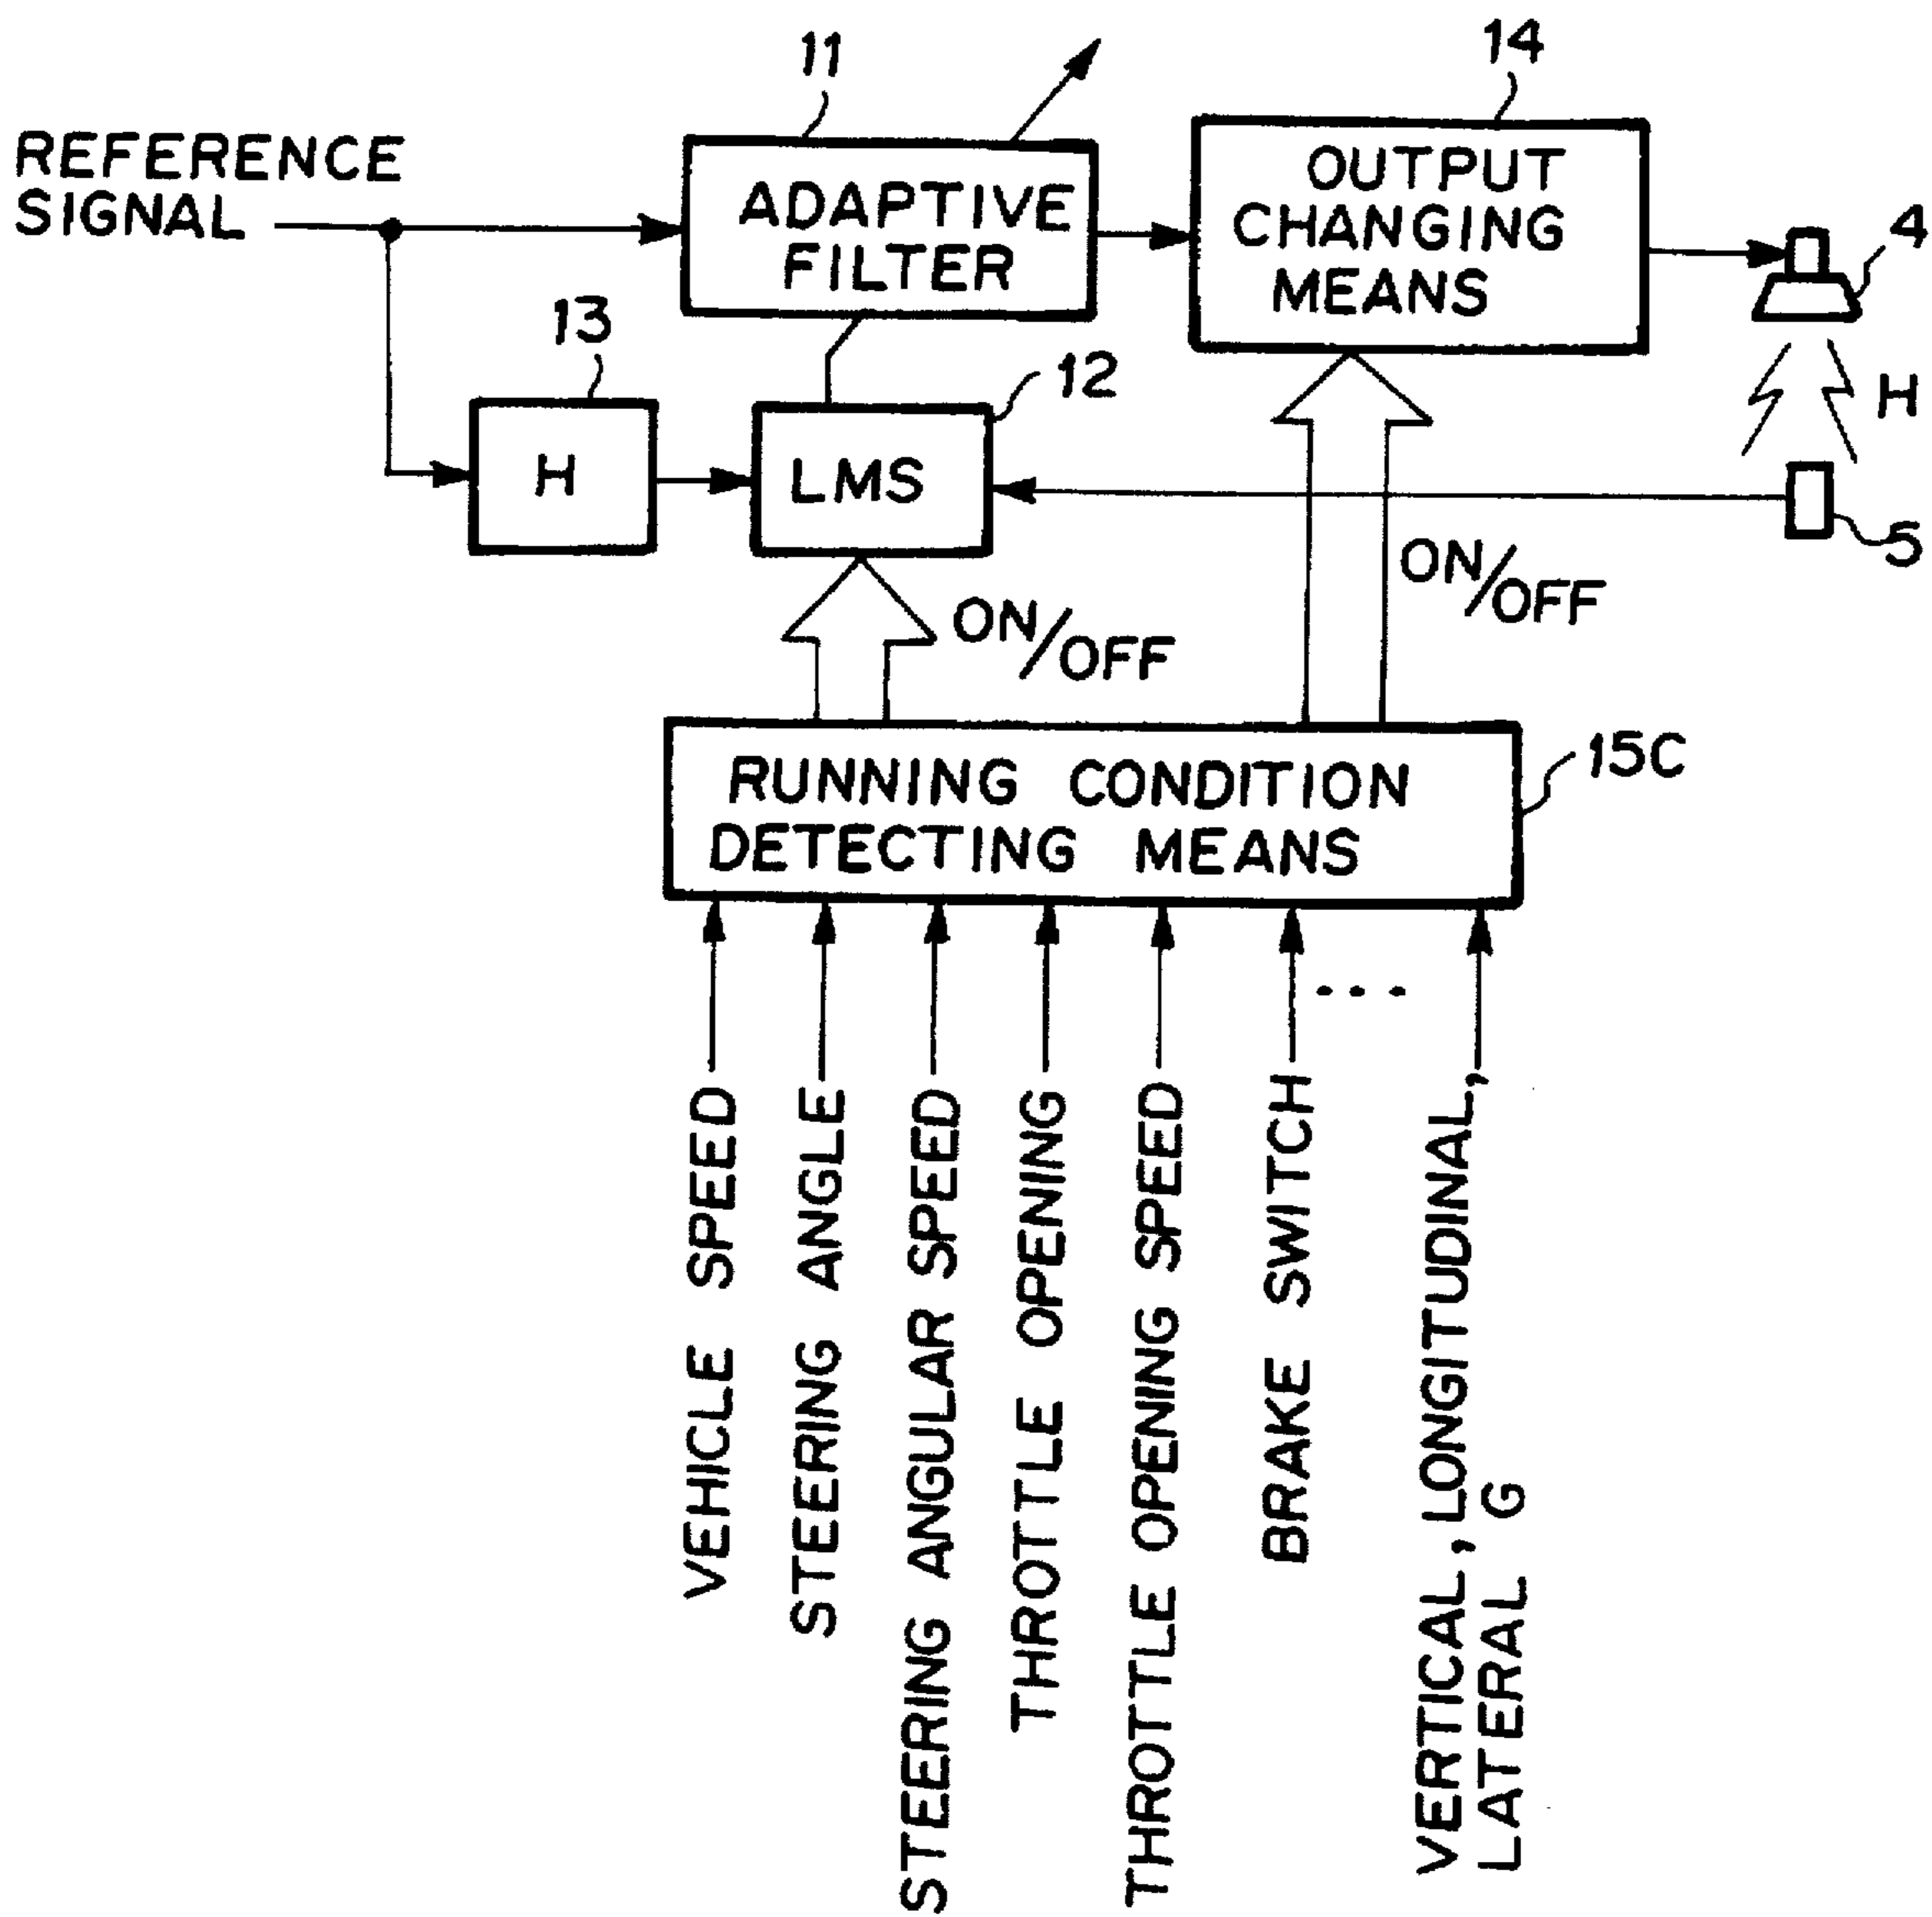 11
14
REFERENCE
SIGNAL
ADAPTIVE
FILTER
OUTPUT
CHANGING
MEANS
4
13
12
H
H
LMS
5
ON/OFF
ON/OFF
RUNNING CONDITION
DETECTING MEANS
15C
...
VEHICLE SPEED
STEERING ANGLE
STEERING ANGULAR SPEED
THROTTLE OPENING
THROTTLE OPENING SPEED
BRAKE SWITCH
VERTICAL, LONGITUDINAL,
LATERAL G